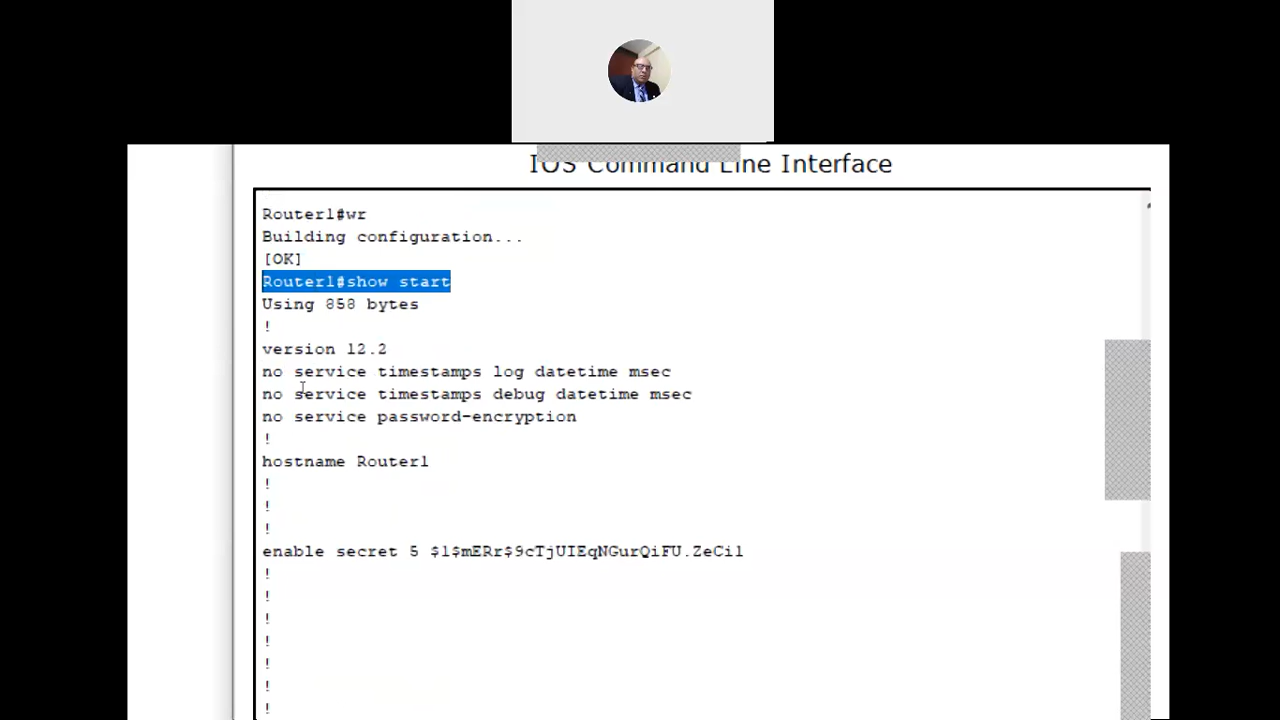 IOS Command Line Interface
Router1#wr
Building configuration...
[OK]
Router1#show start
Using 858 bytes
!
version 12.2
no service timestamps log datetime msec
no service timestamps debug datetime msec
no service password-encryption
!
hostname Router1
!
!
!
enable secret 5 $1$mERr$9cTjUIEqNGurQiFU.ZeCi1
!
!
!
!
!
!
!